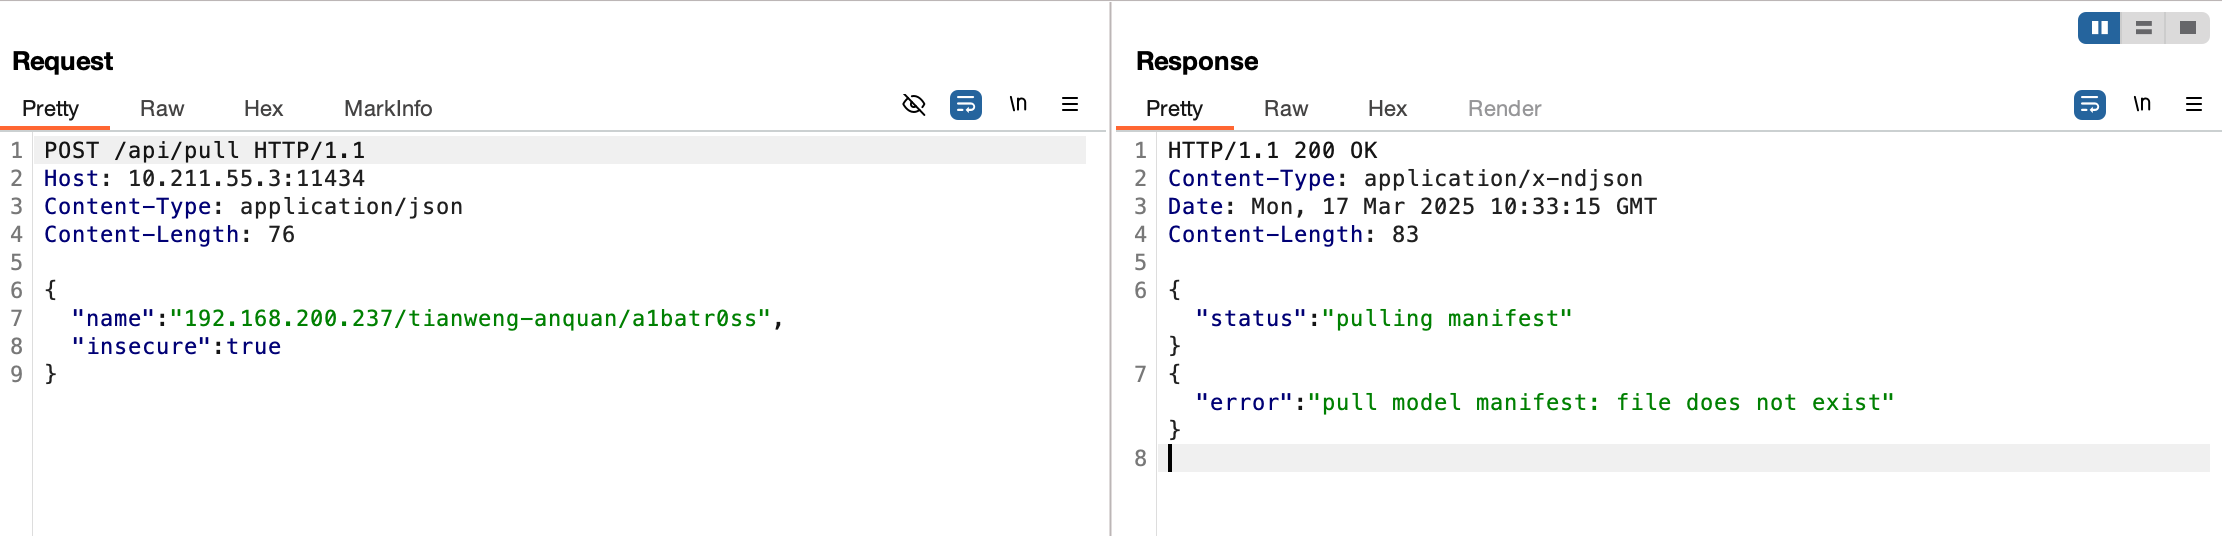 Request
Pretty Raw Hex MarkInfo \n
1 POST /api/pull HTTP/1.1
2 Host: 10.211.55.3:11434
3 Content-Type: application/json
4 Content-Length: 76
5
6 {
7 "name":"192.168.200.237/tianweng-anquan/a1batr0ss",
8 "insecure":true
9 }
Response
Pretty Raw Hex Render \n
1 HTTP/1.1 200 OK
2 Content-Type: application/x-ndjson
3 Date: Mon, 17 Mar 2025 10:33:15 GMT
4 Content-Length: 83
5
6 {
"status":"pulling manifest"
}
7 {
"error":"pull model manifest: file does not exist"
}
8